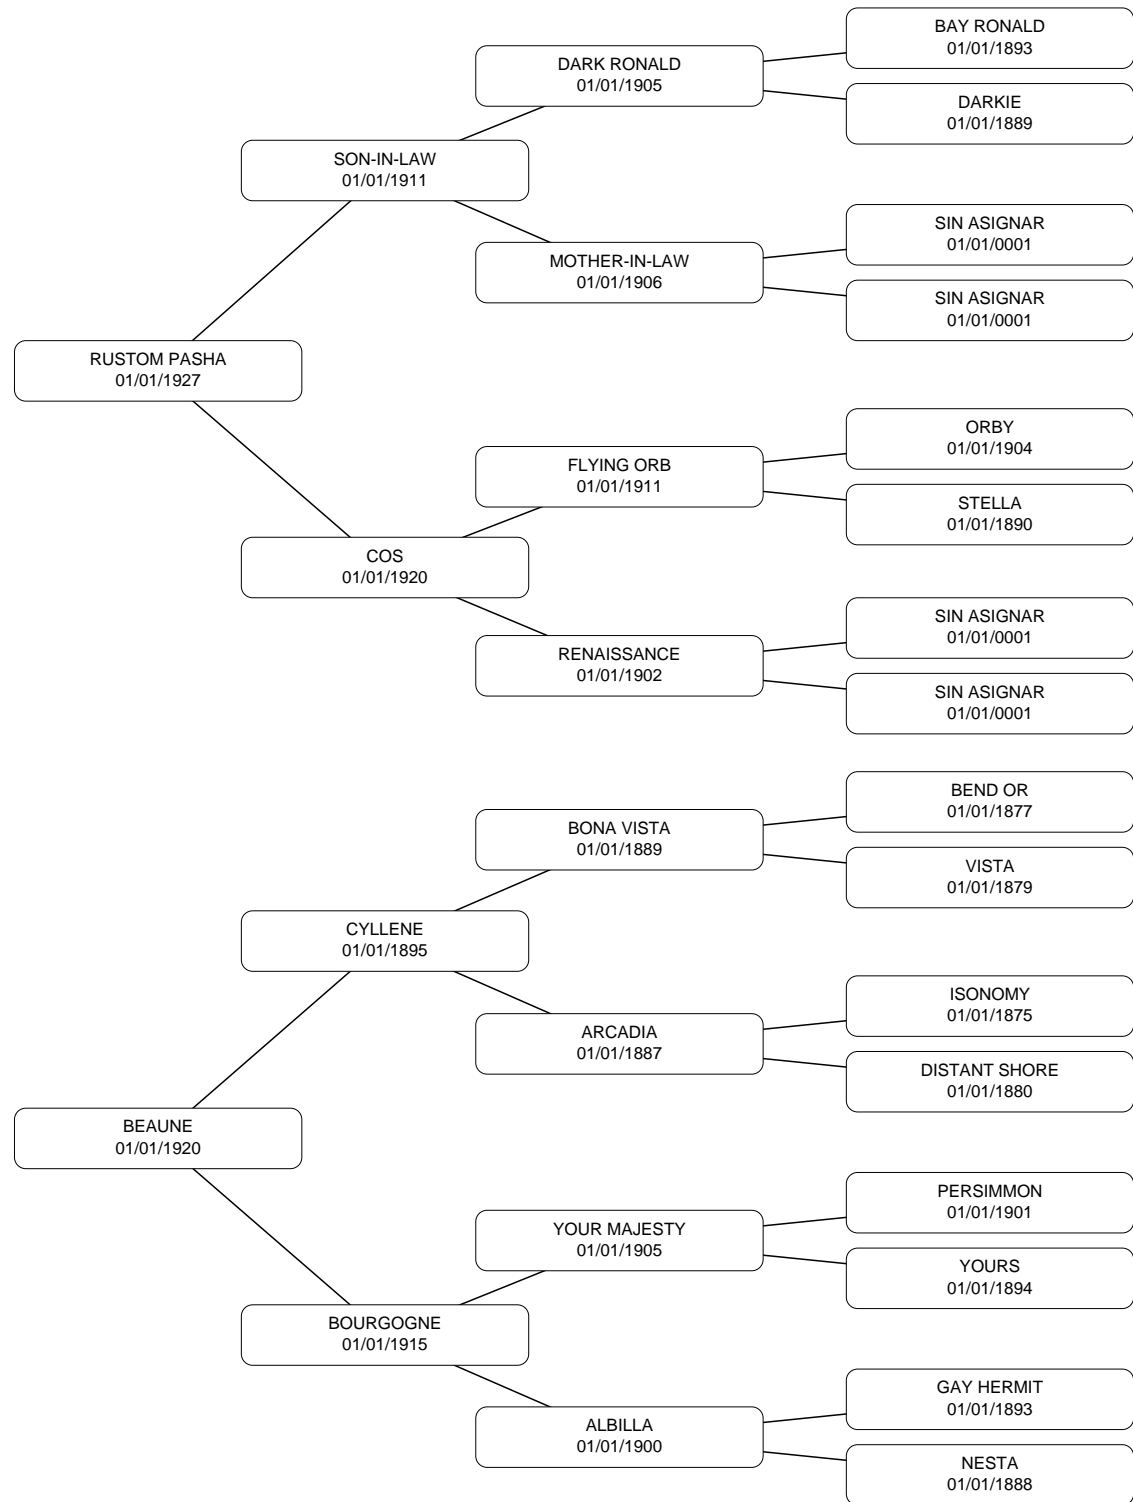 BAY RONALD
01/01/1893
DARK RONALD
01/01/1905
DARKIE
01/01/1889
SON-IN-LAW
01/01/1911
SIN ASIGNAR
01/01/0001
MOTHER-IN-LAW
01/01/1906
SIN ASIGNAR
01/01/0001
RUSTOM PASHA
01/01/1927
ORBY
01/01/1904
FLYING ORB
01/01/1911
STELLA
01/01/1890
COS
01/01/1920
SIN ASIGNAR
01/01/0001
RENAISSANCE
01/01/1902
SIN ASIGNAR
01/01/0001
BEND OR
01/01/1877
BONA VISTA
01/01/1889
VISTA
01/01/1879
CYLLENE
01/01/1895
ISONOMY
01/01/1875
ARCADIA
01/01/1887
DISTANT SHORE
01/01/1880
BEAUNE
01/01/1920
PERSIMMON
01/01/1901
YOUR MAJESTY
01/01/1905
YOURS
01/01/1894
BOURGOGNE
01/01/1915
GAY HERMIT
01/01/1893
ALBILLA
01/01/1900
NESTA
01/01/1888